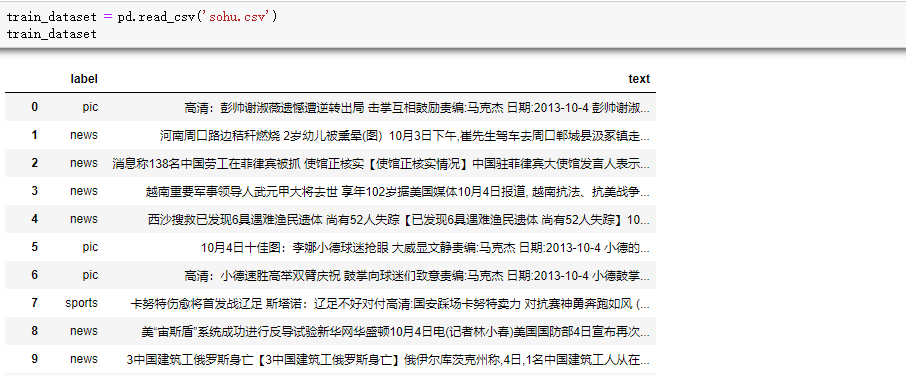 train_dataset = pd.read_csv('sohu.csv')
train_dataset
label text
0 pic 高清：彭帅谢淑薇遗憾遭逆转出局 击掌互相鼓励责编:马克杰 日期:2013-10-4 彭帅谢淑...
1 news 河南周口路边秸秆燃烧 2岁幼儿被熏晕(图) 10月3日下午,崔先生驾车去周口郸城县汲冢镇走...
2 news 消息称138名中国劳工在菲律宾被抓 使馆正核实【使馆正核实情况】中国驻菲律宾大使馆发言人表示...
3 news 越南重要军事领导人武元甲大将去世 享年102岁据美国媒体10月4日报道, 越南抗法、抗美战争...
4 news 西沙搜救已发现6具遇难渔民遗体 尚有52人失踪【已发现6具遇难渔民遗体 尚有52人失踪】10...
5 pic 10月4日十佳图：李娜小德球迷抢眼 大威显文静责编:马克杰 日期:2013-10-4 小德的...
6 pic 高清：小德速胜高举双臂庆祝 鼓掌向球迷们致意责编:马克杰 日期:2013-10-4 小德鼓掌...
7 sports 卡努特伤愈将首发战辽足 斯塔诺：辽足不好对付高清:国安踩场卡努特卖力 对抗赛神勇奔跑如风 (...
8 news 美“宙斯盾”系统成功进行反导试验新华网华盛顿10月4日电(记者林小春)美国国防部4日宣布再次...
9 news 3中国建筑工俄罗斯身亡【3中国建筑工俄罗斯身亡】俄伊尔库茨克州称,4日,1名中国建筑工人从在...